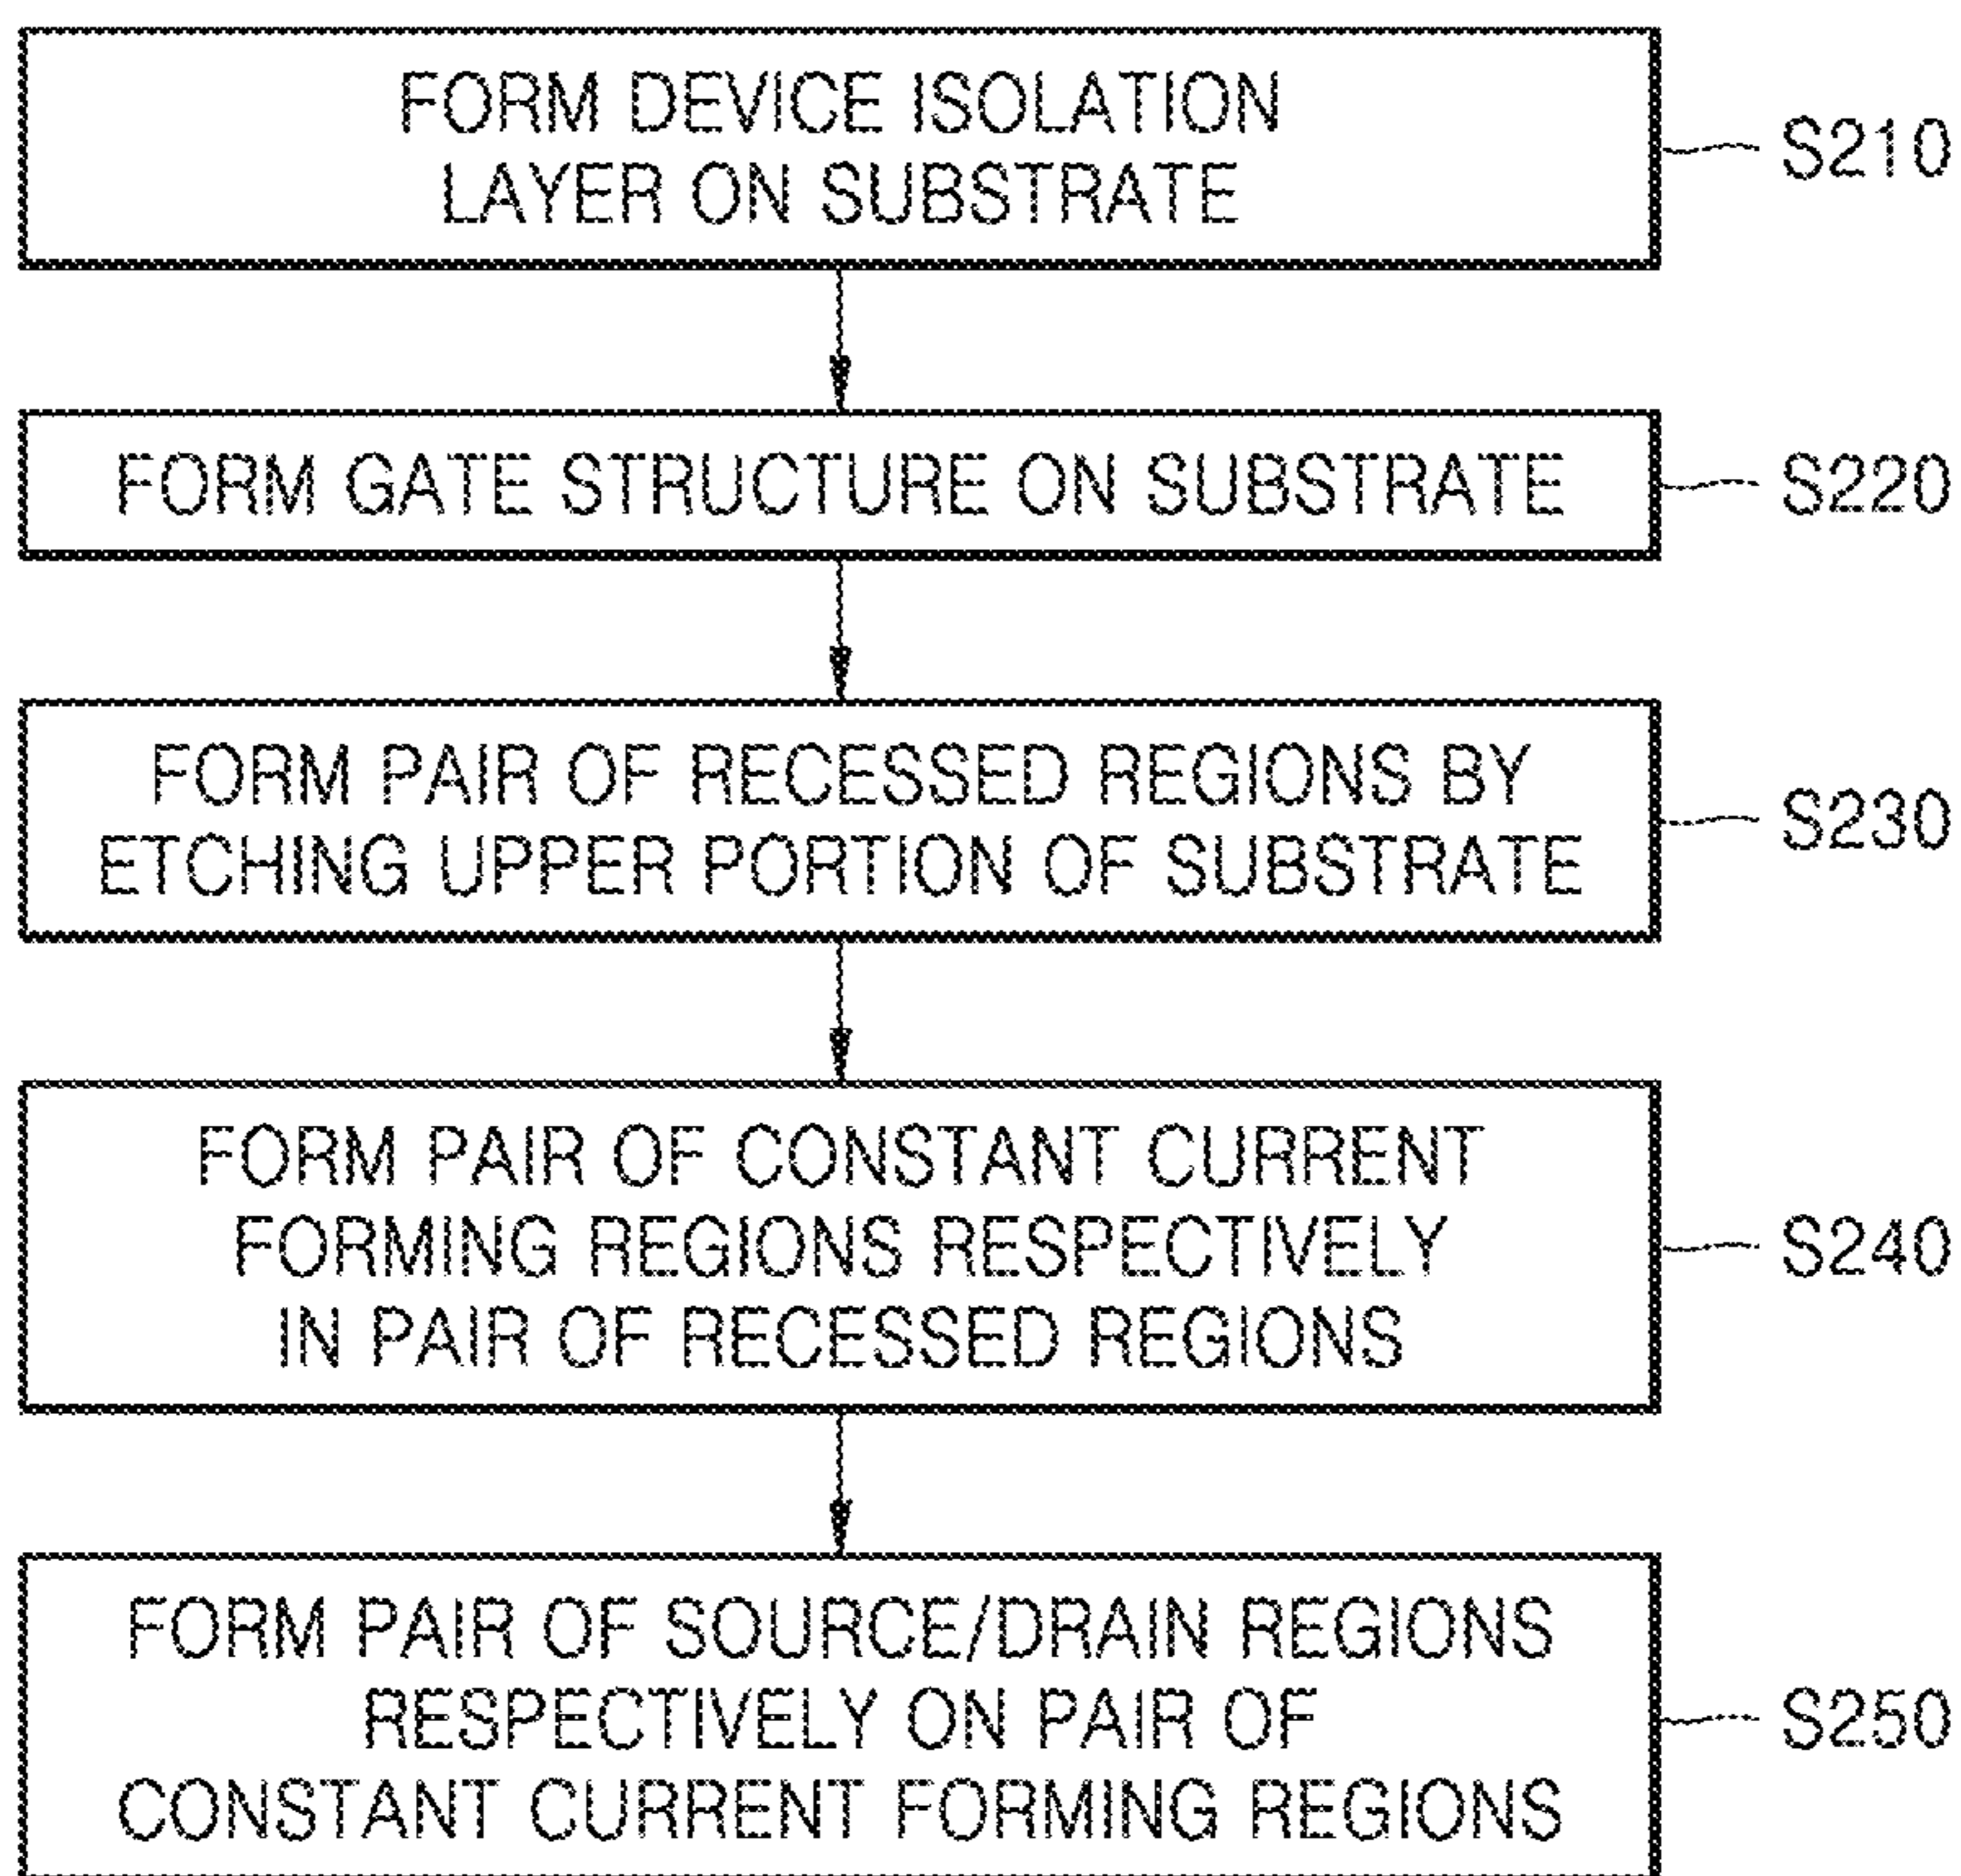 FORM DEVICE ISOLATION
LAYER ON SUBSTRATE
S210
FORM GATE STRUCTURE ON SUBSTRATE
S220
FORM PAIR OF RECESSED REGIONS BY
ETCHING UPPER PORTION OF SUBSTRATE
S230
FORM PAIR OF CONSTANT CURRENT
FORMING REGIONS RESPECTIVELY
IN PAIR OF RECESSED REGIONS
S240
FORM PAIR OF SOURCE/DRAIN REGIONS
RESPECTIVELY ON PAIR OF
CONSTANT CURRENT FORMING REGIONS
S250